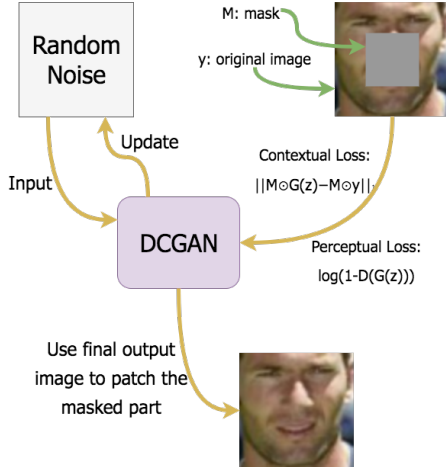 M: mask
Random
Noise
y: original image
Update
Input
Contextual Loss:
||M⊙G(z)−M⊙y||₁
DCGAN
Perceptual Loss:
log(1-D(G(z)))
Use final output
image to patch the
masked part